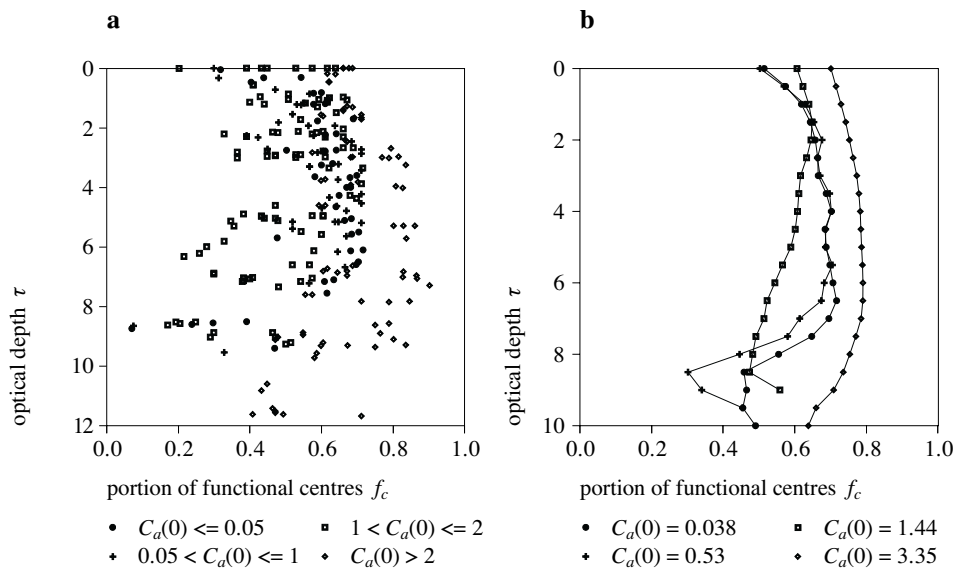 a
0
2
4
6
8
10
12
0.0 0.2 0.4 0.6 0.8 1.0
optical depth τ
portion of functional centres f_c
C_a(0) <= 0.05
1 < C_a(0) <= 2
0.05 < C_a(0) <= 1
C_a(0) > 2
b
0
2
4
6
8
10
0.0 0.2 0.4 0.6 0.8 1.0
optical depth τ
portion of functional centres f_c
C_a(0) = 0.038
C_a(0) = 1.44
C_a(0) = 0.53
C_a(0) = 3.35